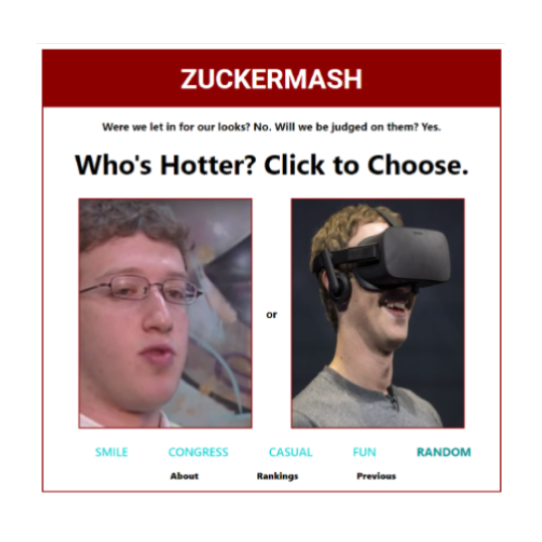 ZUCKERMASH
Were we let in for our looks? No. Will we be judged on them? Yes.
Who's Hotter? Click to Choose.
or
SMILE CONGRESS CASUAL FUN RANDOM
About Rankings Previous